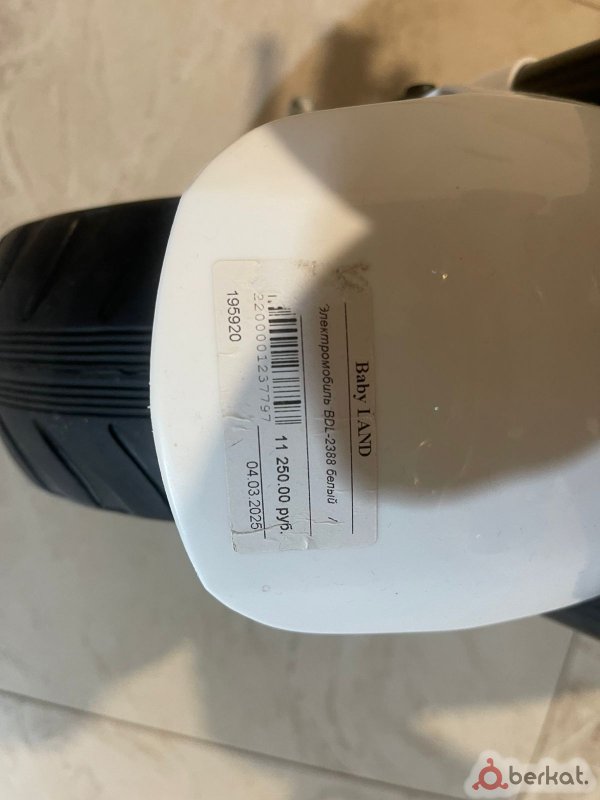 Baby LAND
Электромобиль BDL-2388 белый /
11 250.00 руб.
2200001237797
195920
04.03.2025
berkat.